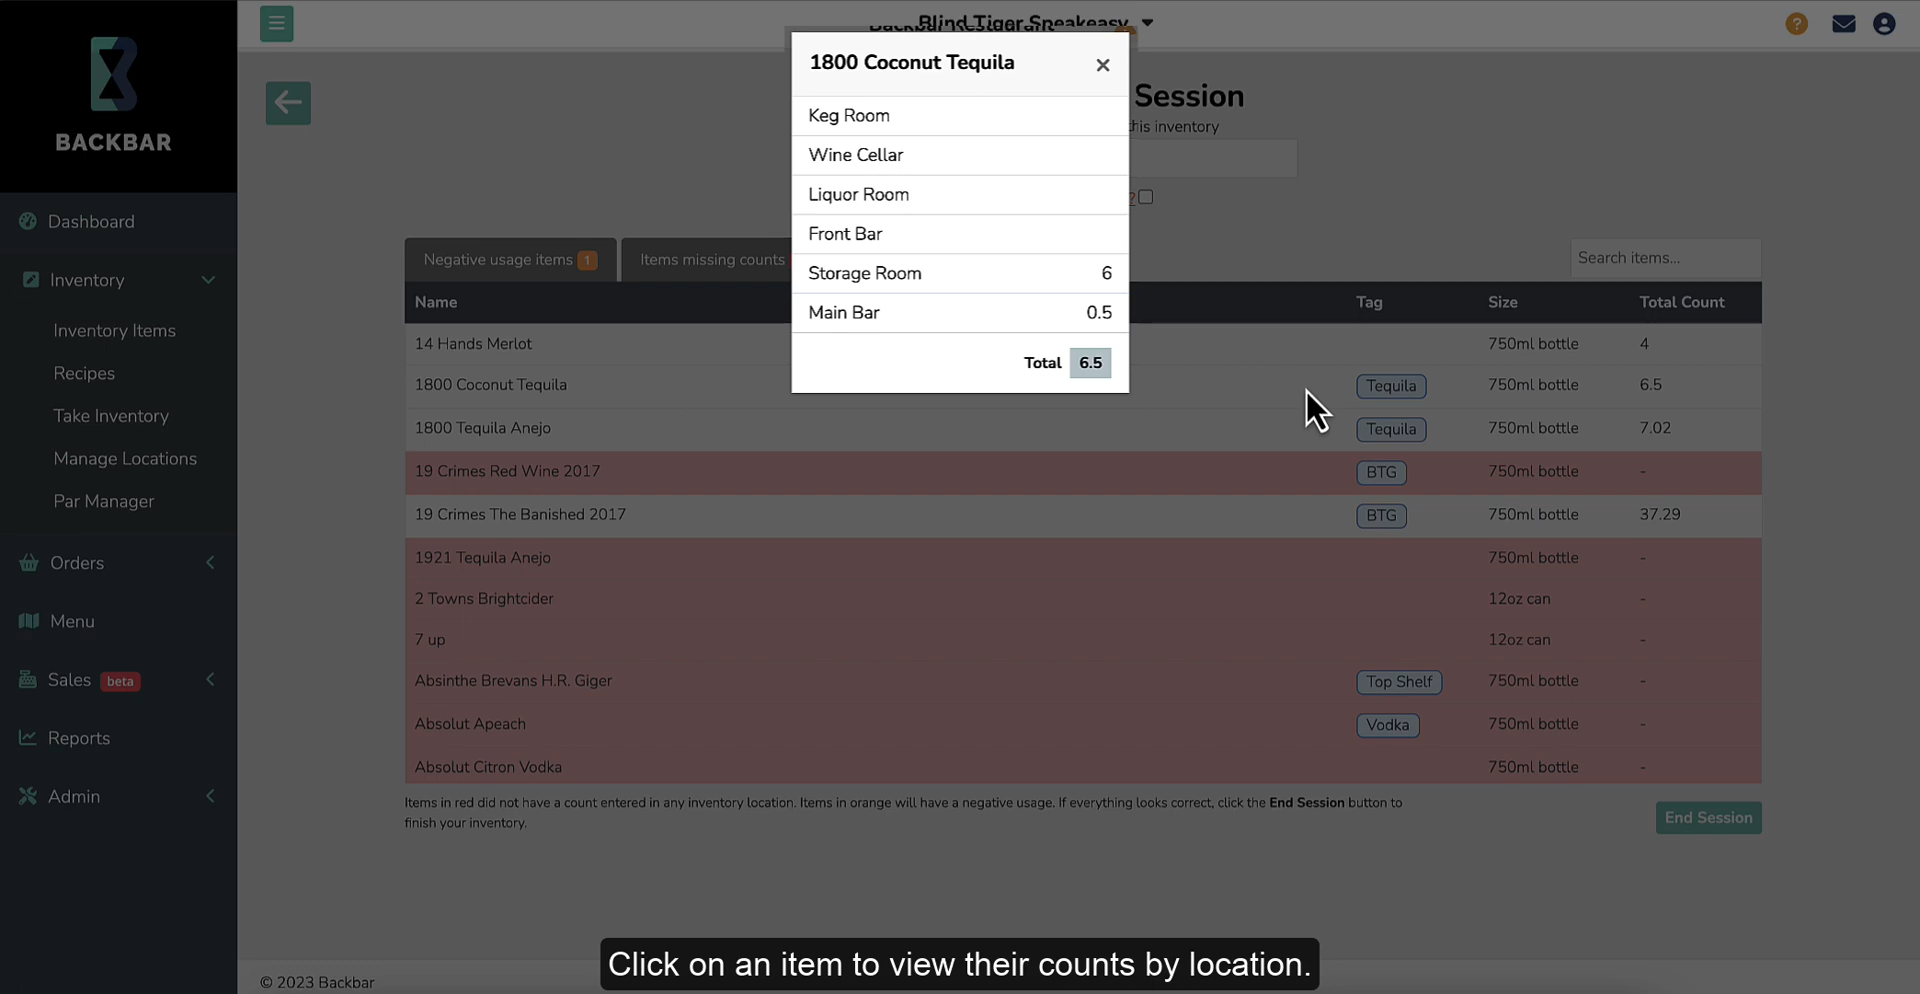 Blind Tiger Speakeasy
BACKBAR
1800 Coconut Tequila
Session
this inventory
Keg Room
Wine Cellar
Liquor Room
Front Bar
Storage Room 6
Main Bar 0.5
Total 6.5
Dashboard
Inventory
Inventory Items
Recipes
Take Inventory
Manage Locations
Par Manager
Orders
Menu
Sales beta
Reports
Admin
Negative usage items 1
Items missing counts
Search items...
Name Tag Size Total Count
14 Hands Merlot 750ml bottle 4
1800 Coconut Tequila Tequila 750ml bottle 6.5
1800 Tequila Anejo Tequila 750ml bottle 7.02
19 Crimes Red Wine 2017 BTG 750ml bottle -
19 Crimes The Banished 2017 BTG 750ml bottle 37.29
1921 Tequila Anejo 750ml bottle -
2 Towns Brightcider 12oz can -
7 up 12oz can -
Absinthe Brevans H.R. Giger Top Shelf 750ml bottle -
Absolut Apeach Vodka 750ml bottle -
Absolut Citron Vodka 750ml bottle -
Items in red did not have a count entered in any inventory location. Items in orange will have a negative usage. If everything looks correct, click the End Session button to
finish your inventory.
End Session
Click on an item to view their counts by location.
© 2023 Backbar